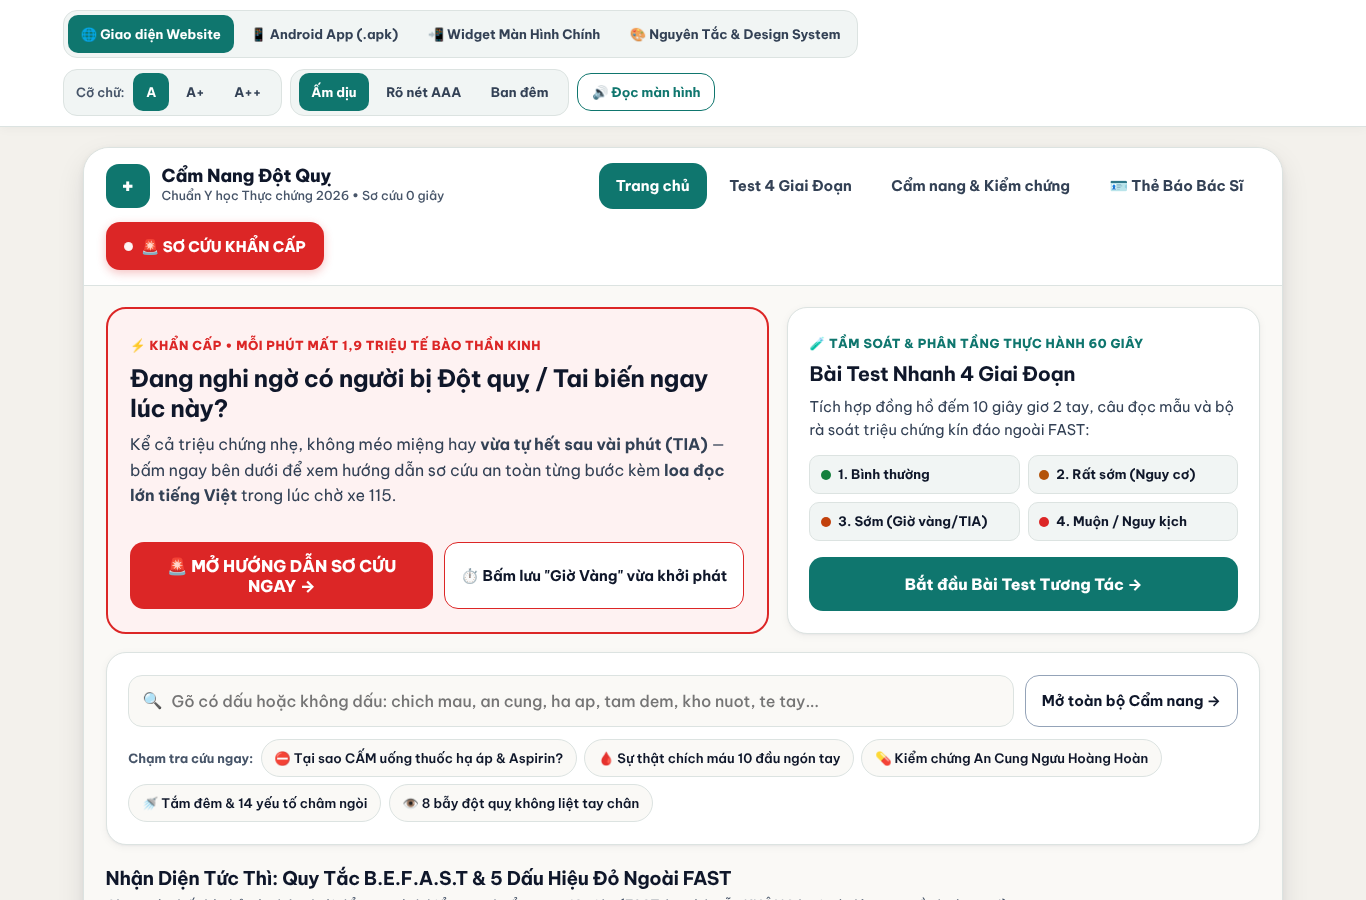 Giao diện Website
Android App (.apk)
Widget Màn Hình Chính
Nguyên Tắc & Design System
Cỡ chữ:
A
A+
A++
Ấm dịu
Rõ nét AAA
Ban đêm
Đọc màn hình
Cẩm Nang Đột Quỵ
Chuẩn Y học Thực chứng 2026 • Sơ cứu 0 giây
Trang chủ
Test 4 Giai Đoạn
Cẩm nang & Kiểm chứng
Thẻ Báo Bác Sĩ
SƠ CỨU KHẨN CẤP
KHẨN CẤP • MỖI PHÚT MẤT 1,9 TRIỆU TẾ BÀO THẦN KINH
Đang nghi ngờ có người bị Đột quỵ / Tai biến ngay
lúc này?
Kể cả triệu chứng nhẹ, không méo miệng hay vừa tự hết sau vài phút (TIA) —
bấm ngay bên dưới để xem hướng dẫn sơ cứu an toàn từng bước kèm loa đọc
lớn tiếng Việt trong lúc chờ xe 115.
MỞ HƯỚNG DẪN SƠ CỨU
NGAY →
Bấm lưu "Giờ Vàng" vừa khởi phát
TẦM SOÁT & PHÂN TẦNG THỰC HÀNH 60 GIÂY
Bài Test Nhanh 4 Giai Đoạn
Tích hợp đồng hồ đếm 10 giây giơ 2 tay, câu đọc mẫu và bộ
rà soát triệu chứng kín đáo ngoài FAST:
1. Bình thường
2. Rất sớm (Nguy cơ)
3. Sớm (Giờ vàng/TIA)
4. Muộn / Nguy kịch
Bắt đầu Bài Test Tương Tác →
Gõ có dấu hoặc không dấu: chich mau, an cung, ha ap, tam dem, kho nuot, te tay...
Mở toàn bộ Cẩm nang →
Chạm tra cứu ngay:
Tại sao CẤM uống thuốc hạ áp & Aspirin?
Sự thật chích máu 10 đầu ngón tay
Kiểm chứng An Cung Ngưu Hoàng Hoàn
Tắm đêm & 14 yếu tố châm ngòi
8 bẫy đột quỵ không liệt tay chân
Nhận Diện Tức Thì: Quy Tắc B.E.F.A.S.T & 5 Dấu Hiệu Đỏ Ngoài FAST